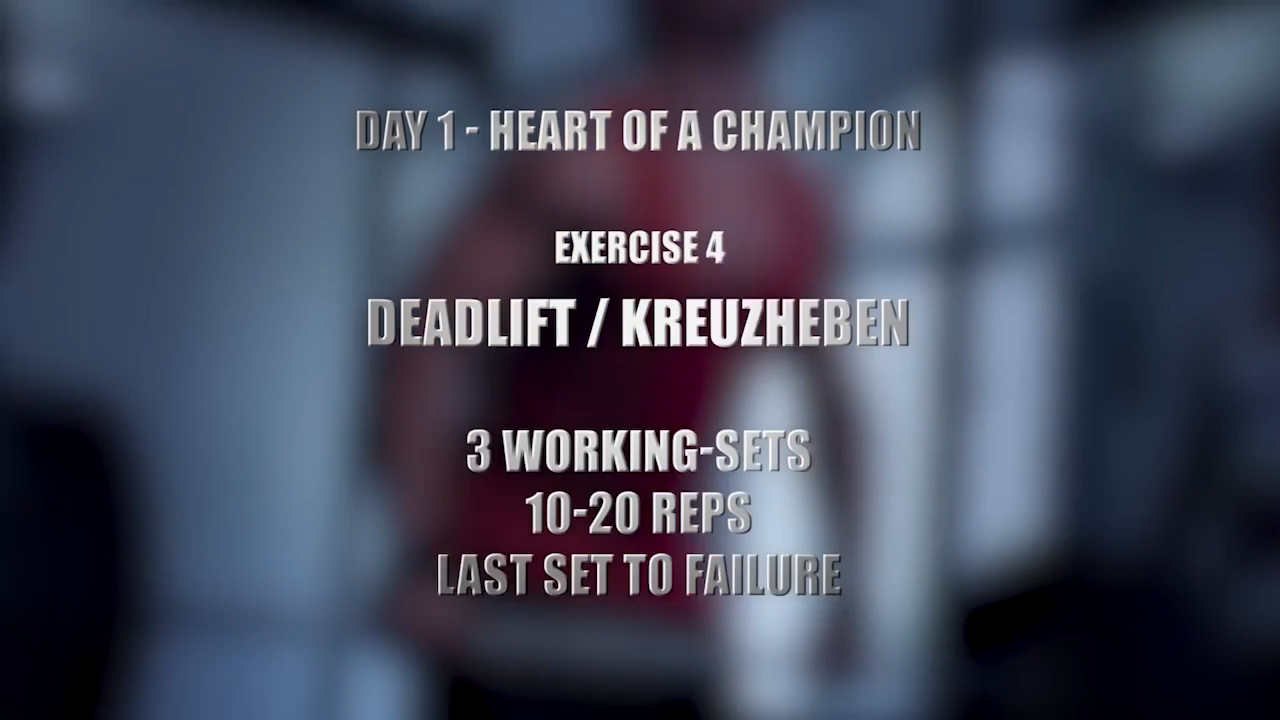 DAY 1 - HEART OF A CHAMPION
EXERCISE 4
DEADLIFT / KREUZHEBEN
3 WORKING-SETS
10-20 REPS
LAST SET TO FAILURE